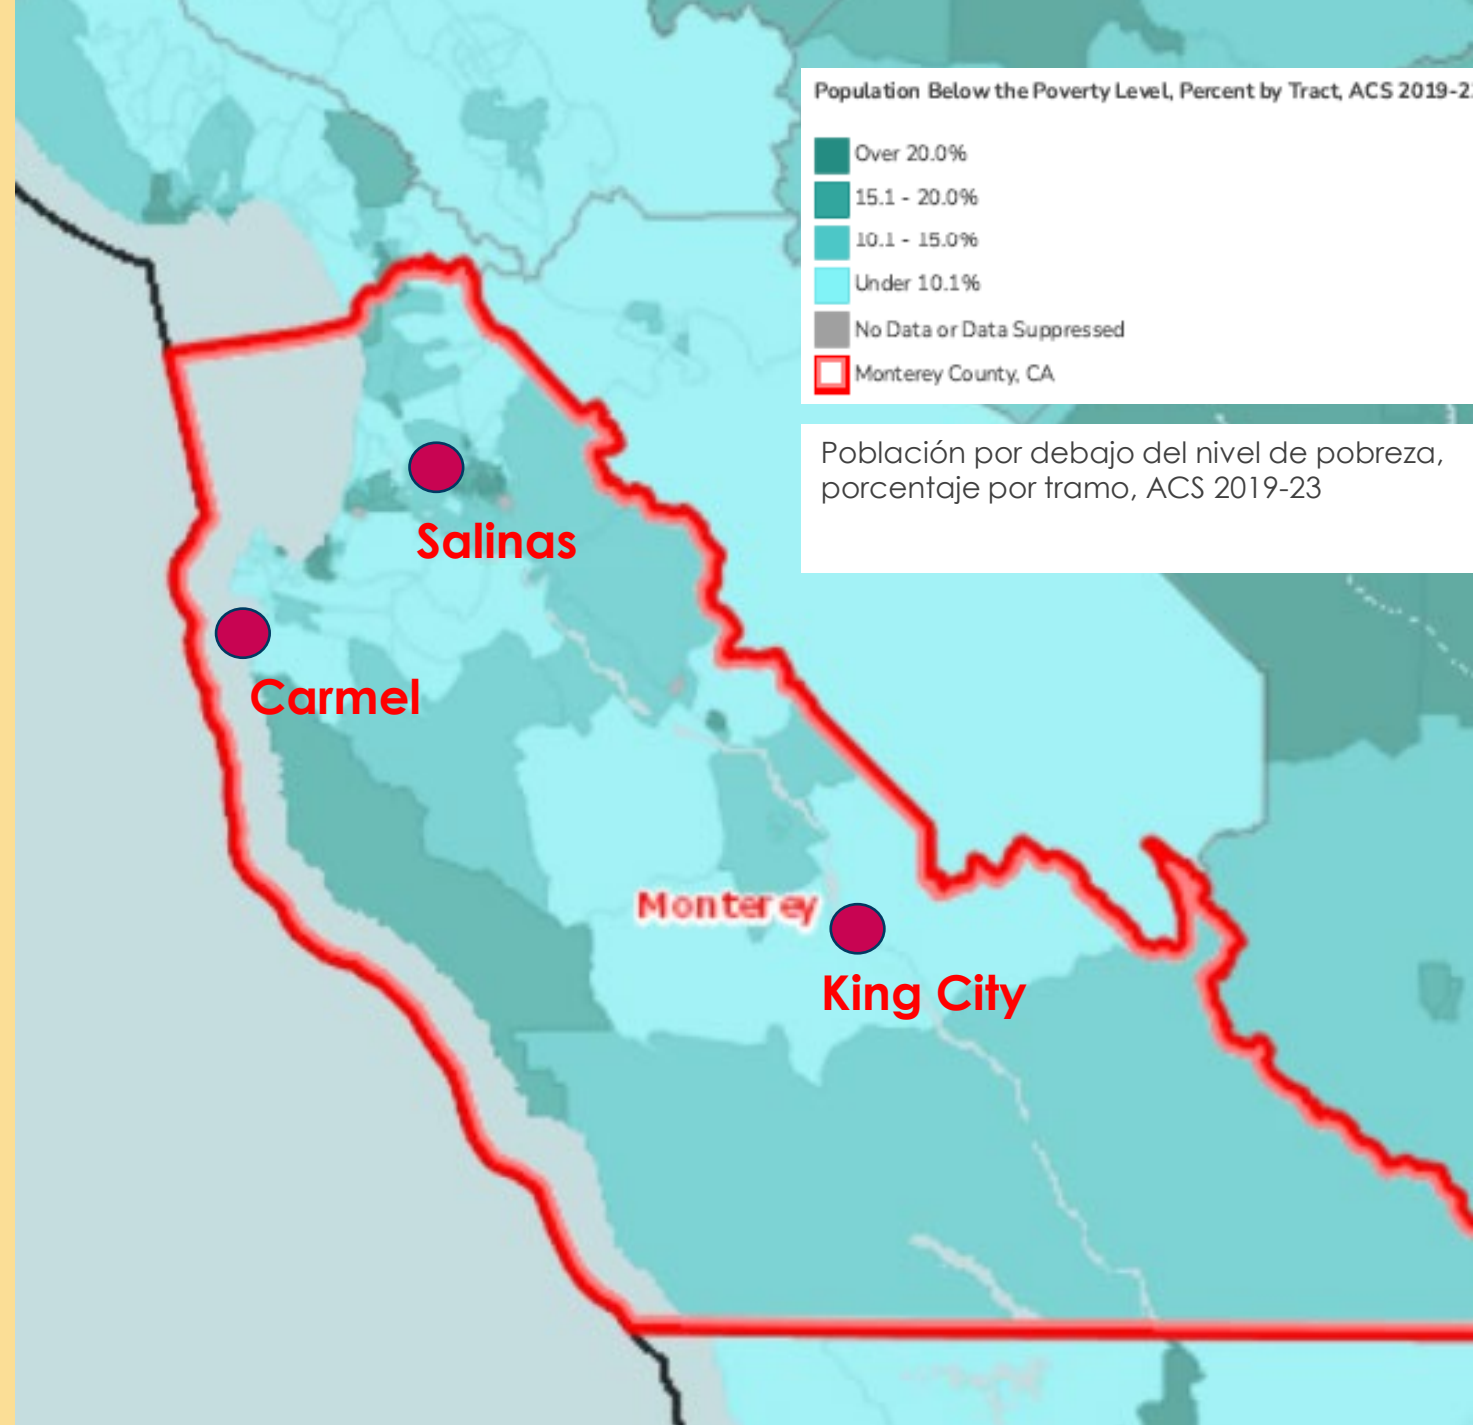 Population Below the Poverty Level, Percent by Tract, ACS 2019-2
Over 20.0%
15.1 - 20.0%
10.1 - 15.0%
Under 10.1%
No Data or Data Suppressed
Monterey County, CA
Población por debajo del nivel de pobreza,
porcentaje por tramo, ACS 2019-23
Salinas
Carmel
Monterey
King City